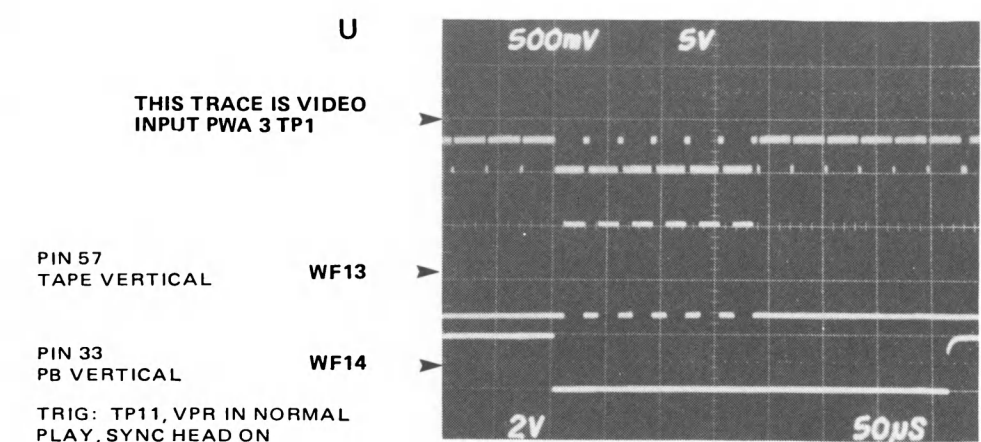 U
500mV 5V
THIS TRACE IS VIDEO
INPUT PWA 3 TP1
PIN 57
TAPE VERTICAL WF13
PIN 33
PB VERTICAL WF14
TRIG: TP11, VPR IN NORMAL
PLAY, SYNC HEAD ON
2V 50µS